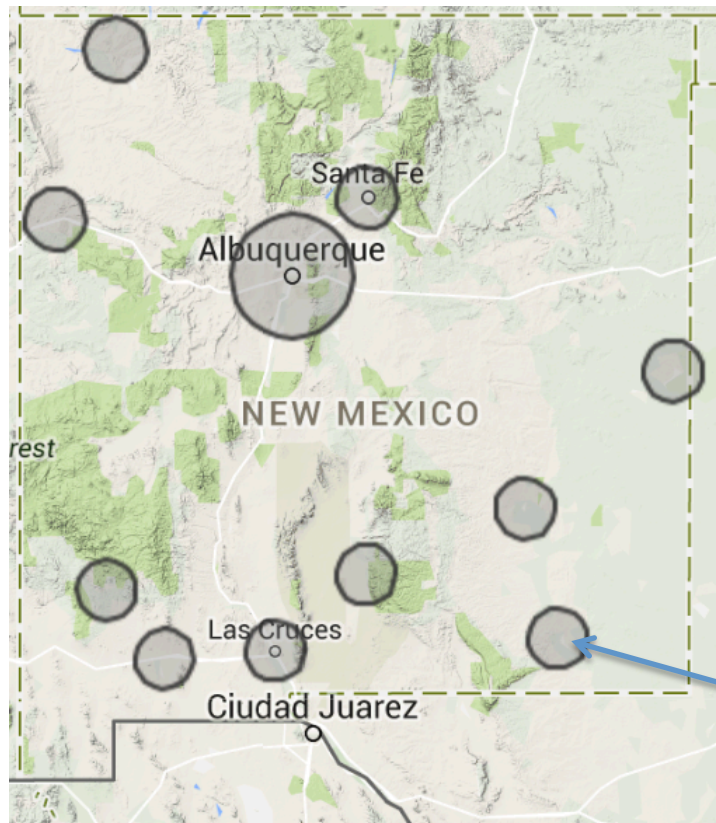 Santa Fe
Albuquerque
NEW MEXICO
rest
Las Cruces
Ciudad Juarez